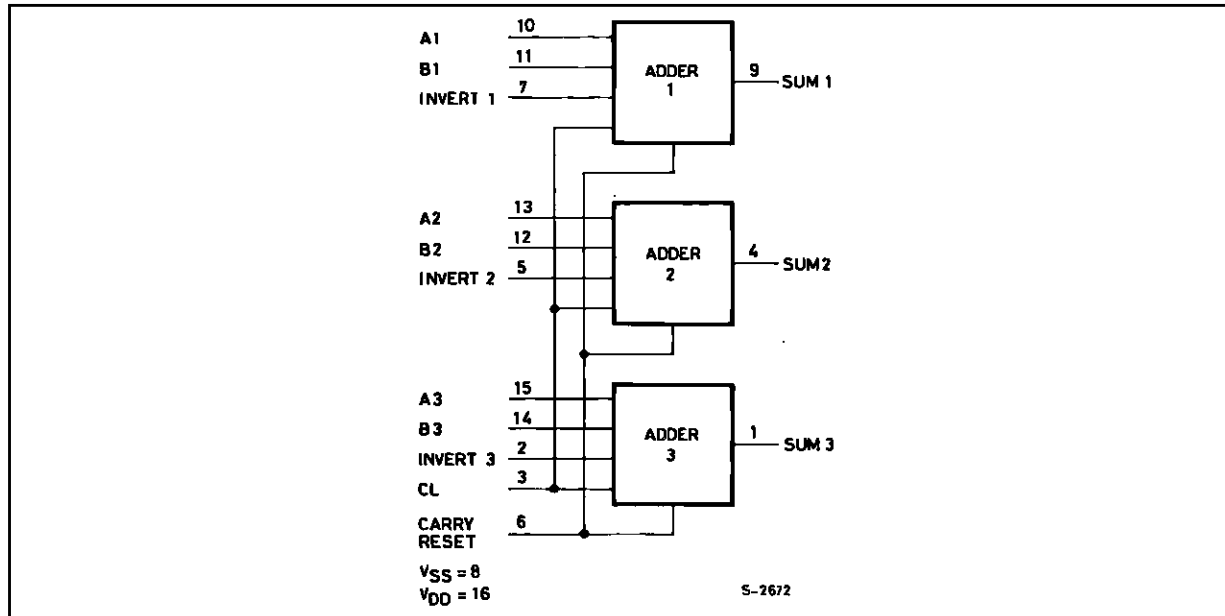 A1 10
B1 11
INVERT 1 7
ADDER 1
9 SUM 1
A2 13
B2 12
INVERT 2 5
ADDER 2
4 SUM2
A3 15
B3 14
INVERT 3 2
CL 3
ADDER 3
1 SUM 3
CARRY RESET 6
VSS = 8
VDD = 16
S-2672